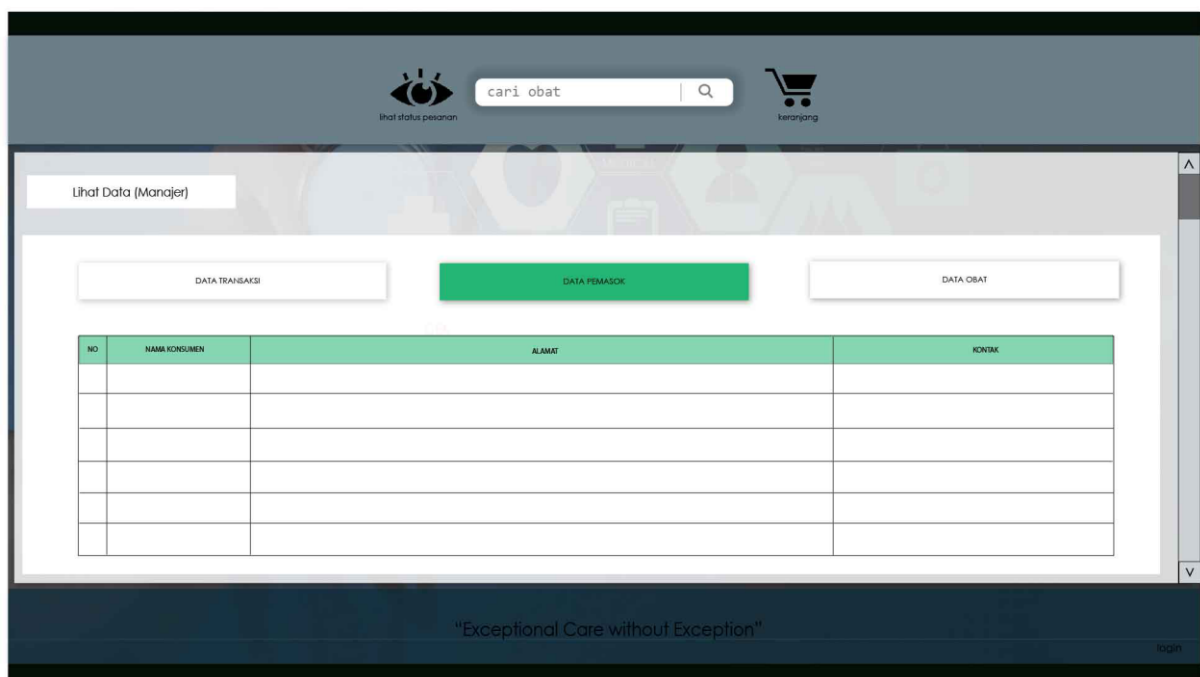 cari obat
lihat status pesanan
keranjang
Lihat Data (Manajer)
DATA TRANSAKSI
DATA PEMASOK
DATA OBAT
NO NAMA KONSUMEN ALAMAT KONTAK
"Exceptional Care without Exception"
login